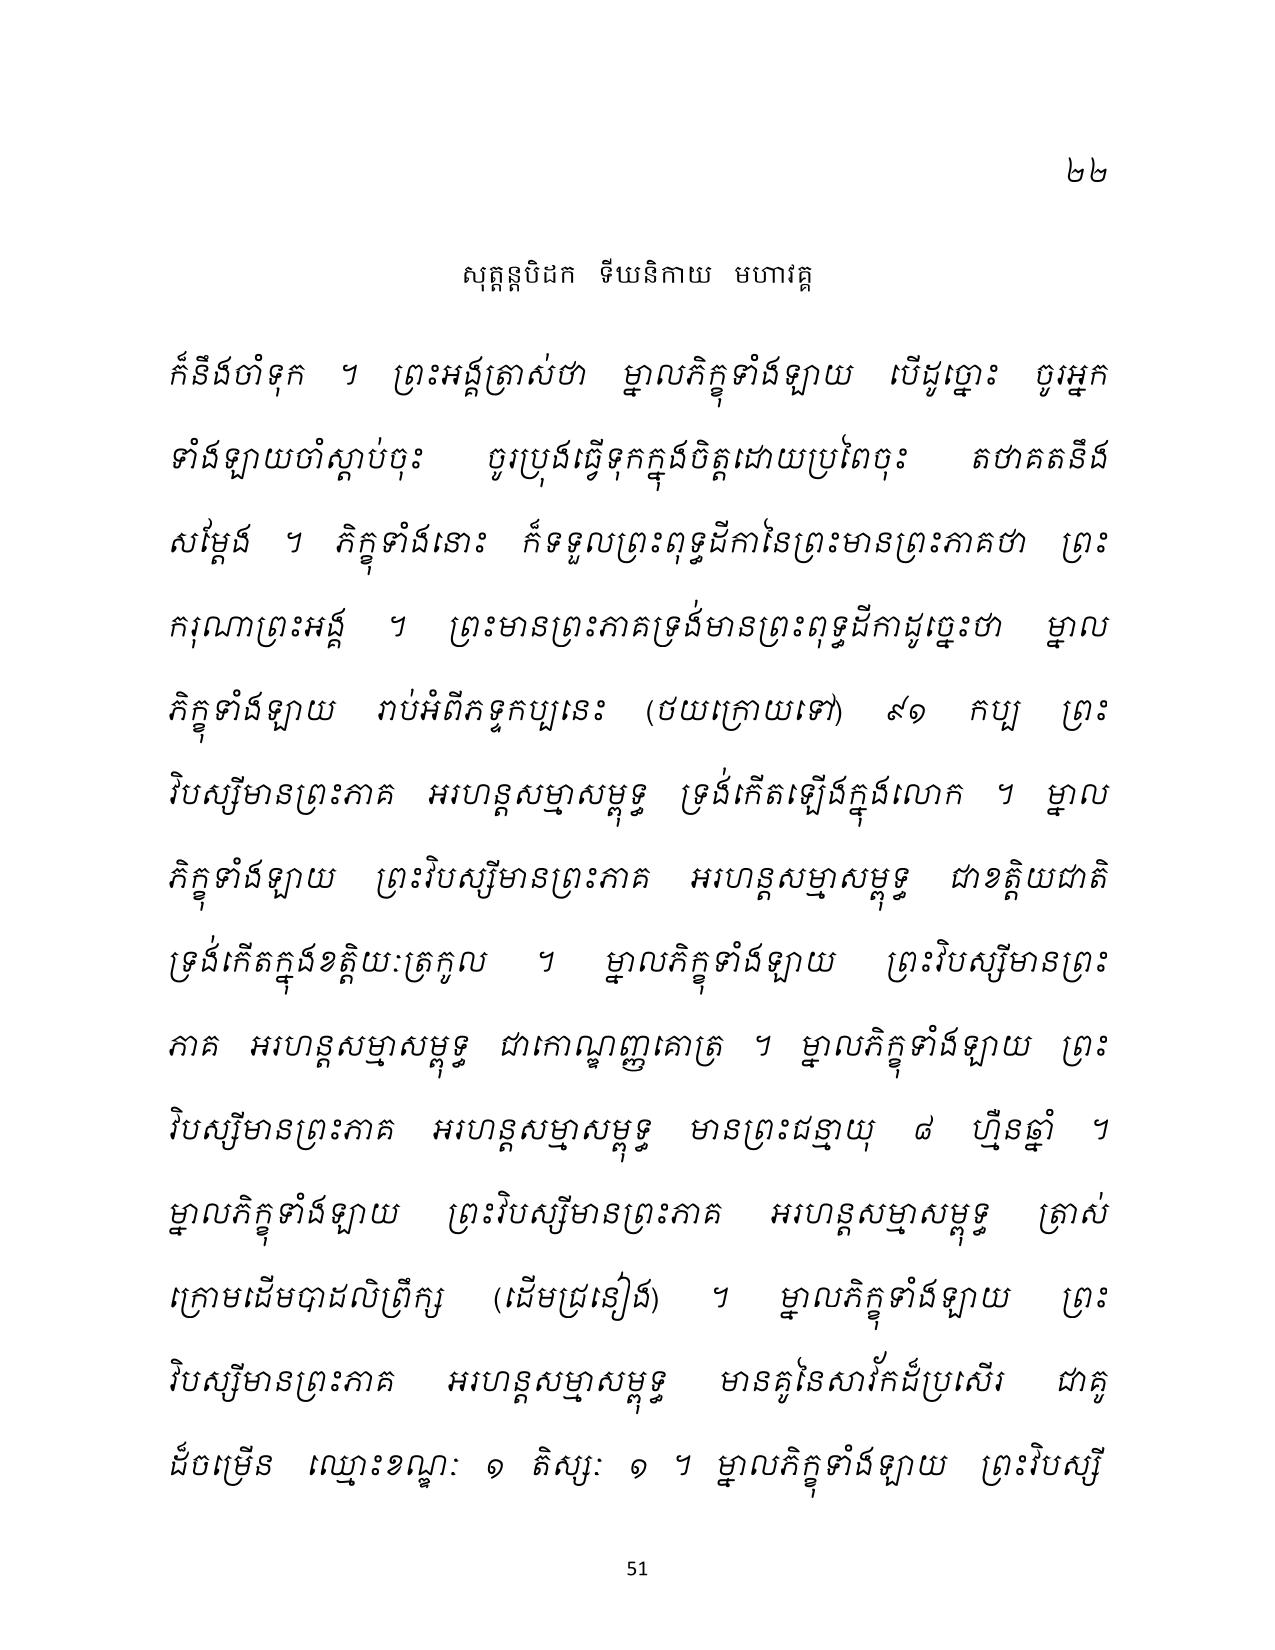 ២២
សុត្តន្តបិដក ទីឃនិកាយ មហាវគ្គ
ក៏នឹងចាំទុក ។ ព្រះអង្គត្រាស់ថា ម្នាលភិក្ខុទាំងឡាយ បើដូច្នោះ ចូរអ្នក
ទាំងឡាយចាំស្តាប់ចុះ ចូរប្រុងធ្វើទុកក្នុងចិត្តដោយប្រពៃចុះ តថាគតនឹង
សម្តែង ។ ភិក្ខុទាំងនោះ ក៏ទទួលព្រះពុទ្ធដីកានៃព្រះមានព្រះភាគថា ព្រះ
ករុណាព្រះអង្គ ។ ព្រះមានព្រះភាគទ្រង់មានព្រះពុទ្ធដីកាដូច្នេះថា ម្នាល
ភិក្ខុទាំងឡាយ រាប់អំពីភទ្ទកប្បនេះ (ថយក្រោយទៅ) ៩១ កប្ប ព្រះ
វិបស្សីមានព្រះភាគ អរហន្តសម្មាសម្ពុទ្ធ ទ្រង់កើតឡើងក្នុងលោក ។ ម្នាល
ភិក្ខុទាំងឡាយ ព្រះវិបស្សីមានព្រះភាគ អរហន្តសម្មាសម្ពុទ្ធ ជាខត្តិយជាតិ
ទ្រង់កើតក្នុងខត្តិយៈត្រកូល ។ ម្នាលភិក្ខុទាំងឡាយ ព្រះវិបស្សីមានព្រះ
ភាគ អរហន្តសម្មាសម្ពុទ្ធ ជាកោណ្ឌញ្ញគោត្រ ។ ម្នាលភិក្ខុទាំងឡាយ ព្រះ
វិបស្សីមានព្រះភាគ អរហន្តសម្មាសម្ពុទ្ធ មានព្រះជន្មាយុ ៨ ហ្មឺនឆ្នាំ ។
ម្នាលភិក្ខុទាំងឡាយ ព្រះវិបស្សីមានព្រះភាគ អរហន្តសម្មាសម្ពុទ្ធ ត្រាស់
ក្រោមដើមបាដលិព្រឹក្ស (ដើមជ្រនៀង) ។ ម្នាលភិក្ខុទាំងឡាយ ព្រះ
វិបស្សីមានព្រះភាគ អរហន្តសម្មាសម្ពុទ្ធ មានគូនៃសាវ័កដ៏ប្រសើរ ជាគូ
ដ៏ចម្រើន ឈ្មោះខណ្ឌៈ ១ តិស្សៈ ១ ។ ម្នាលភិក្ខុទាំងឡាយ ព្រះវិបស្សី
51